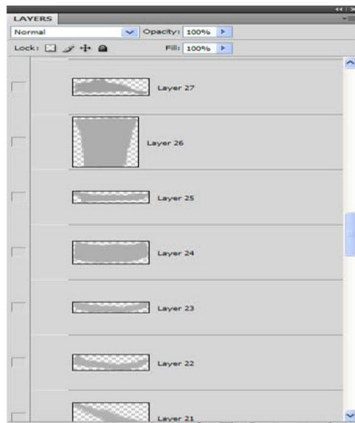 LAYERS
Normal Opacity: 100%
Lock: Fill: 100%
Layer 27
Layer 26
Layer 25
Layer 24
Layer 23
Layer 22
Layer 21